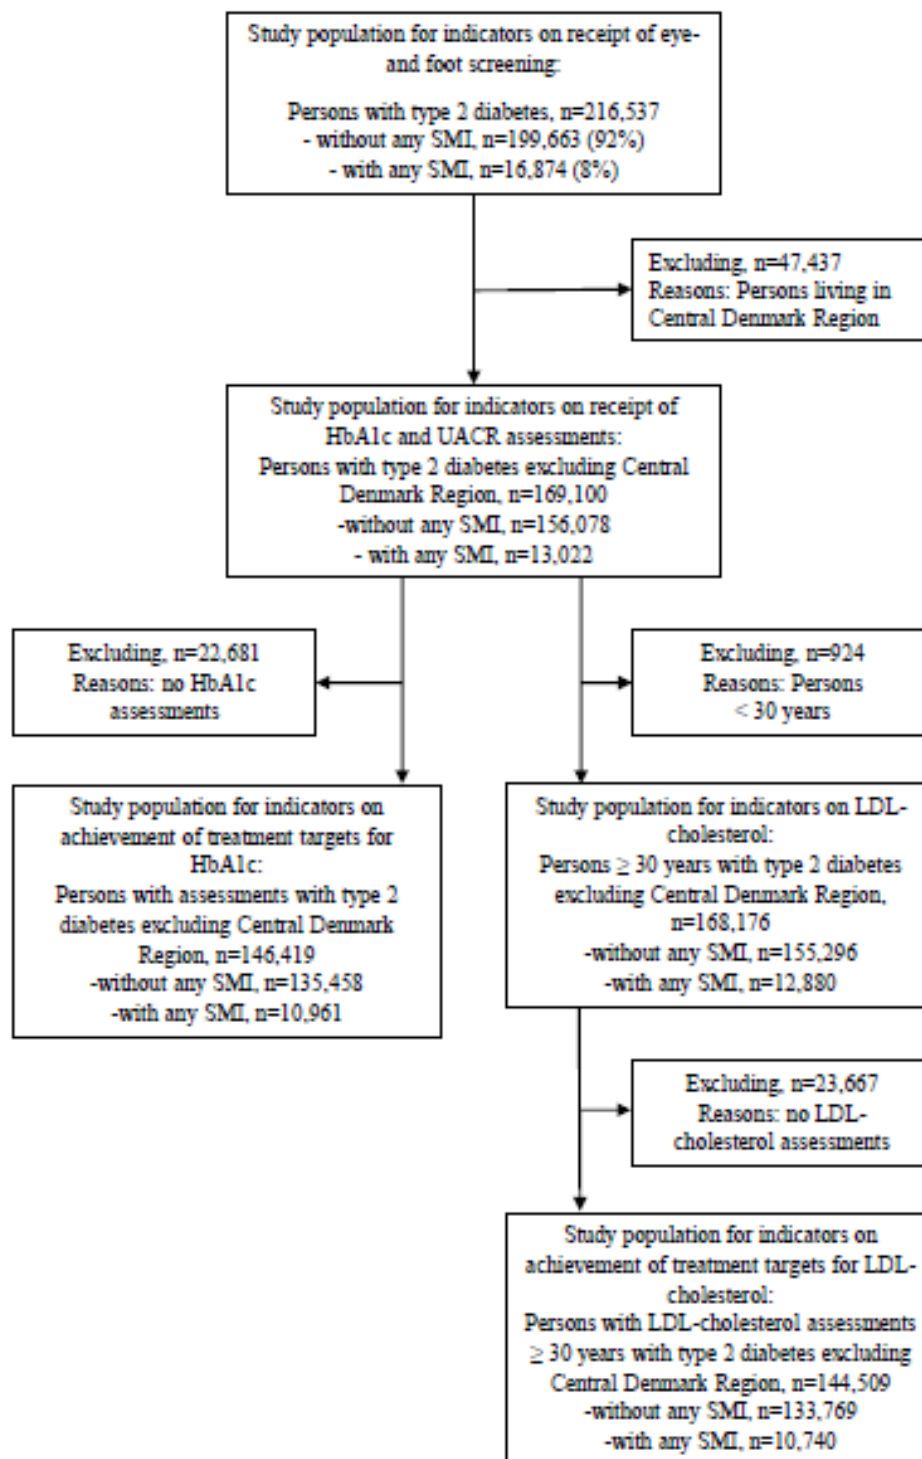 Study population for indicators on receipt of eye-
and foot screening:
Persons with type 2 diabetes, n=216,537
- without any SMI, n=199,663 (92%)
- with any SMI, n=16,874 (8%)
Excluding, n=47,437
Reasons: Persons living in
Central Denmark Region
Study population for indicators on receipt of
HbA1c and UACR assessments:
Persons with type 2 diabetes excluding Central
Denmark Region, n=169,100
-without any SMI, n=156,078
- with any SMI, n=13,022
Excluding, n=22,681
Reasons: no HbA1c
assessments
Excluding, n=924
Reasons: Persons
< 30 years
Study population for indicators on
achievement of treatment targets for
HbA1c:
Persons with assessments with type 2
diabetes excluding Central Denmark
Region, n=146,419
-without any SMI, n=135,458
-with any SMI, n=10,961
Study population for indicators on LDL-
cholesterol:
Persons ≥ 30 years with type 2 diabetes
excluding Central Denmark Region,
n=168,176
-without any SMI, n=155,296
-with any SMI, n=12,880
Excluding, n=23,667
Reasons: no LDL-
cholesterol assessments
Study population for indicators on
achievement of treatment targets for LDL-
cholesterol:
Persons with LDL-cholesterol assessments
≥ 30 years with type 2 diabetes excluding
Central Denmark Region, n=144,509
-without any SMI, n=133,769
-with any SMI, n=10,740